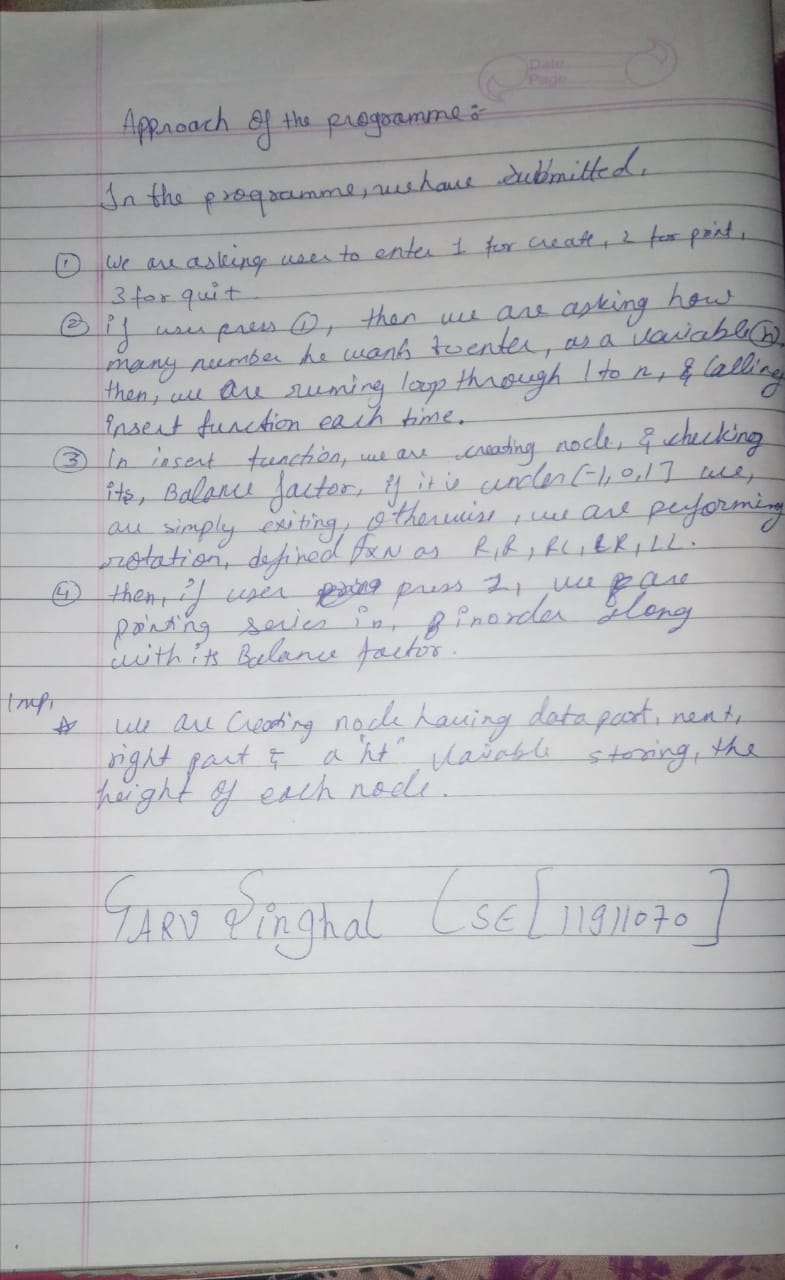 Date
Page
Approach of the programme :-
In the programme, we have submitted,
① We are asking user to enter 1 for create, 2 for print,
3 for quit.
② if user press ①, then we are asking how
many number he wants to enter, as a variable (n)
then, we are runing loop through 1 to n, & Calling
insert function each time.
③ In insert function, we are creating node, & checking
its, Balance factor, if it is under [-1, 0, 1] we,
are simply exiting, otherwise, we are performing
rotation, defined fxN as R,R, RL, LR, LL.
④ then, if user press 2, we are
printing series in, inorder along
with its Balance factor.
Imp,
☆ we are Creating node having data part, next,
right part & a "ht" Variable storing, the
height of each node.
GARV Singhal CSE [11911070]